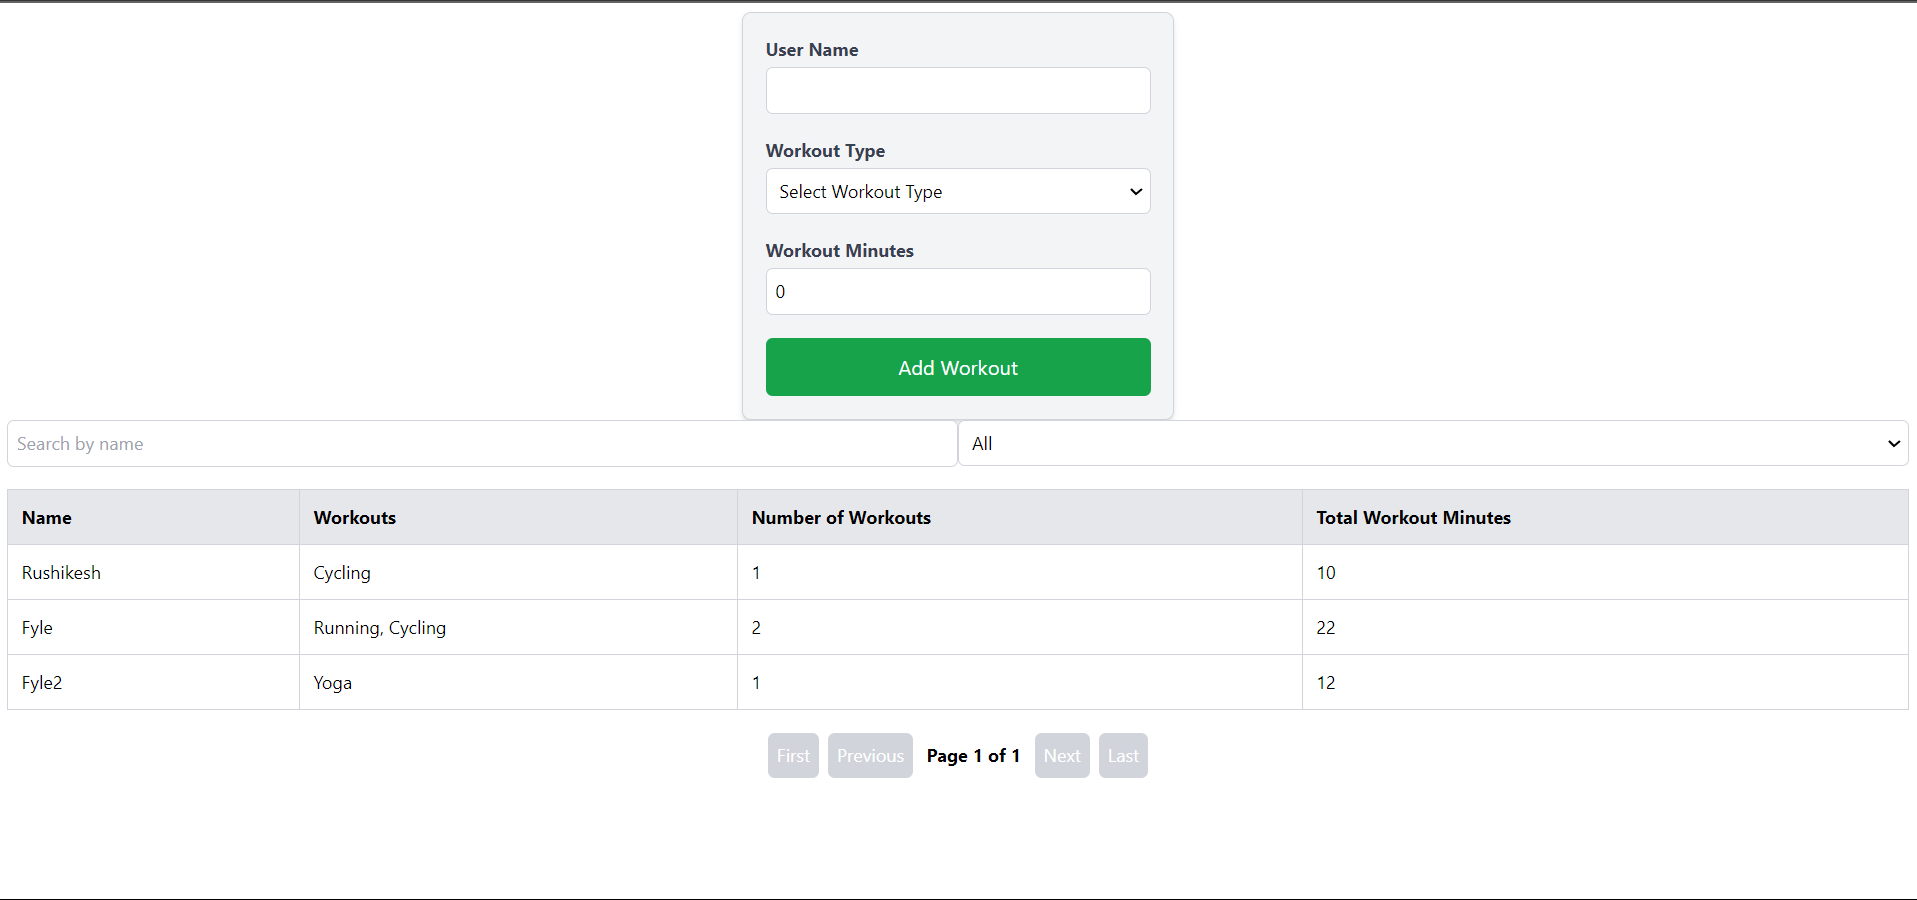 User Name
Workout Type
Select Workout Type
Workout Minutes
0
Add Workout
Search by name All
Name Workouts Number of Workouts Total Workout Minutes
Rushikesh Cycling 1 10
Fyle Running, Cycling 2 22
Fyle2 Yoga 1 12
First Previous Page 1 of 1 Next Last